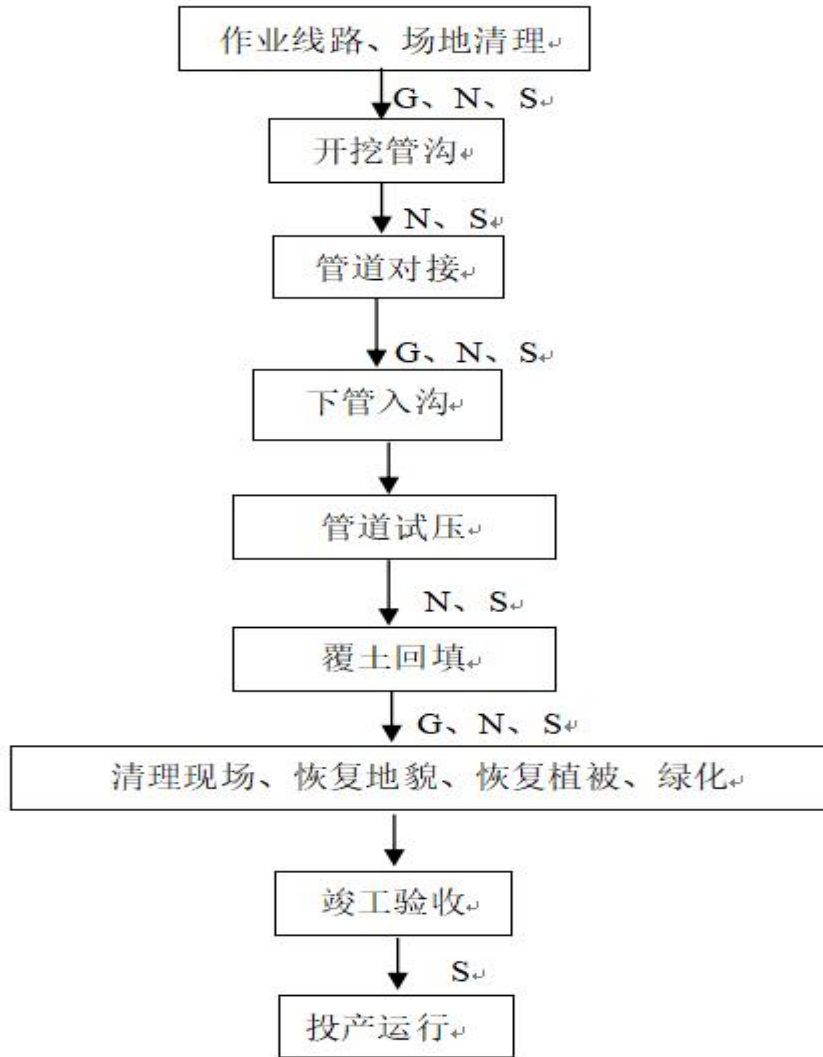 作业线路、场地清理
G、N、S
开挖管沟
N、S
管道对接
G、N、S
下管入沟
管道试压
N、S
覆土回填
G、N、S
清理现场、恢复地貌、恢复植被、绿化
竣工验收
S
投产运行